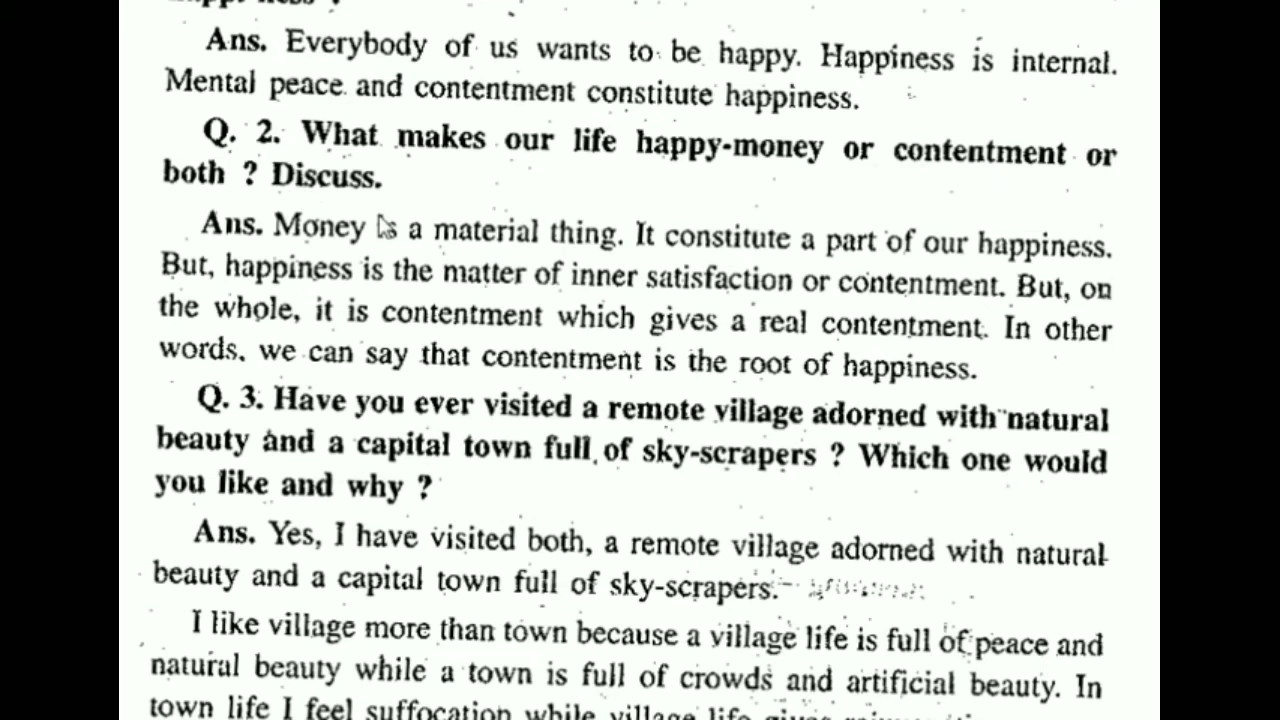 Ans. Everybody of us wants to be happy. Happiness is internal.
Mental peace and contentment constitute happiness.
Q. 2. What makes our life happy-money or contentment or
both ? Discuss.
Ans. Money is a material thing. It constitute a part of our happiness.
But, happiness is the matter of inner satisfaction or contentment. But, on
the whole, it is contentment which gives a real contentment. In other
words, we can say that contentment is the root of happiness.
Q. 3. Have you ever visited a remote village adorned with natural
beauty and a capital town full of sky-scrapers ? Which one would
you like and why ?
Ans. Yes, I have visited both, a remote village adorned with natural
beauty and a capital town full of sky-scrapers.
I like village more than town because a village life is full of peace and
natural beauty while a town is full of crowds and artificial beauty. In
town life I feel suffocation while village life gives